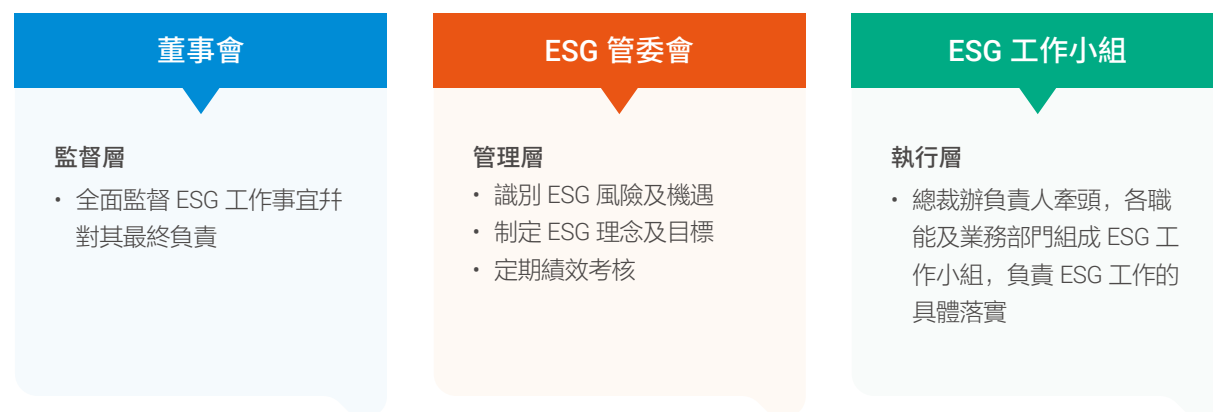 董事會
監督層
• 全面監督 ESG 工作事宜幷
對其最終負責
ESG 管委會
管理層
• 識別 ESG 風險及機遇
• 制定 ESG 理念及目標
• 定期績效考核
ESG 工作小組
執行層
• 總裁辦負責人牽頭，各職
能及業務部門組成 ESG 工
作小組，負責 ESG 工作的
具體落實